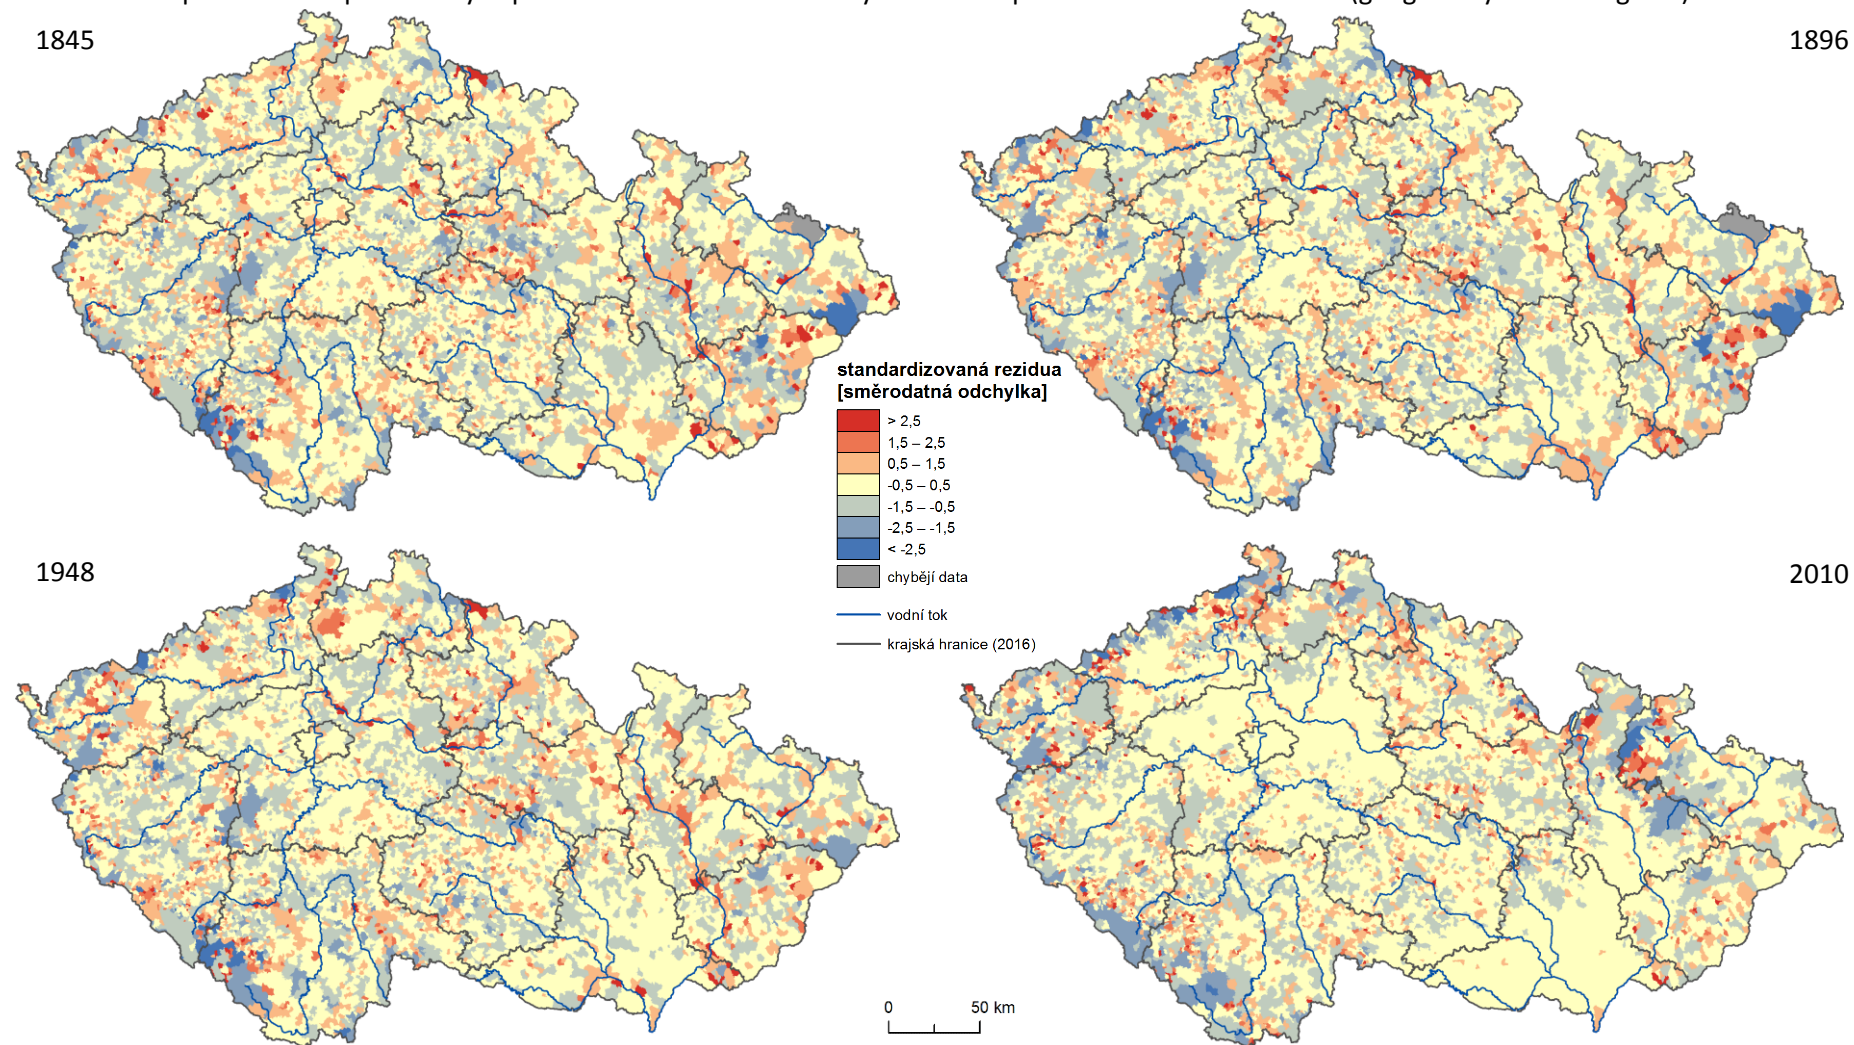 1845
1896
standardizovaná rezidua
[směrodatná odchylka]
> 2,5
1,5 – 2,5
0,5 – 1,5
-0,5 – 0,5
-1,5 – -0,5
-2,5 – -1,5
< -2,5
chybějí data
vodní tok
krajská hranice (2016)
1948
2010
0 50 km